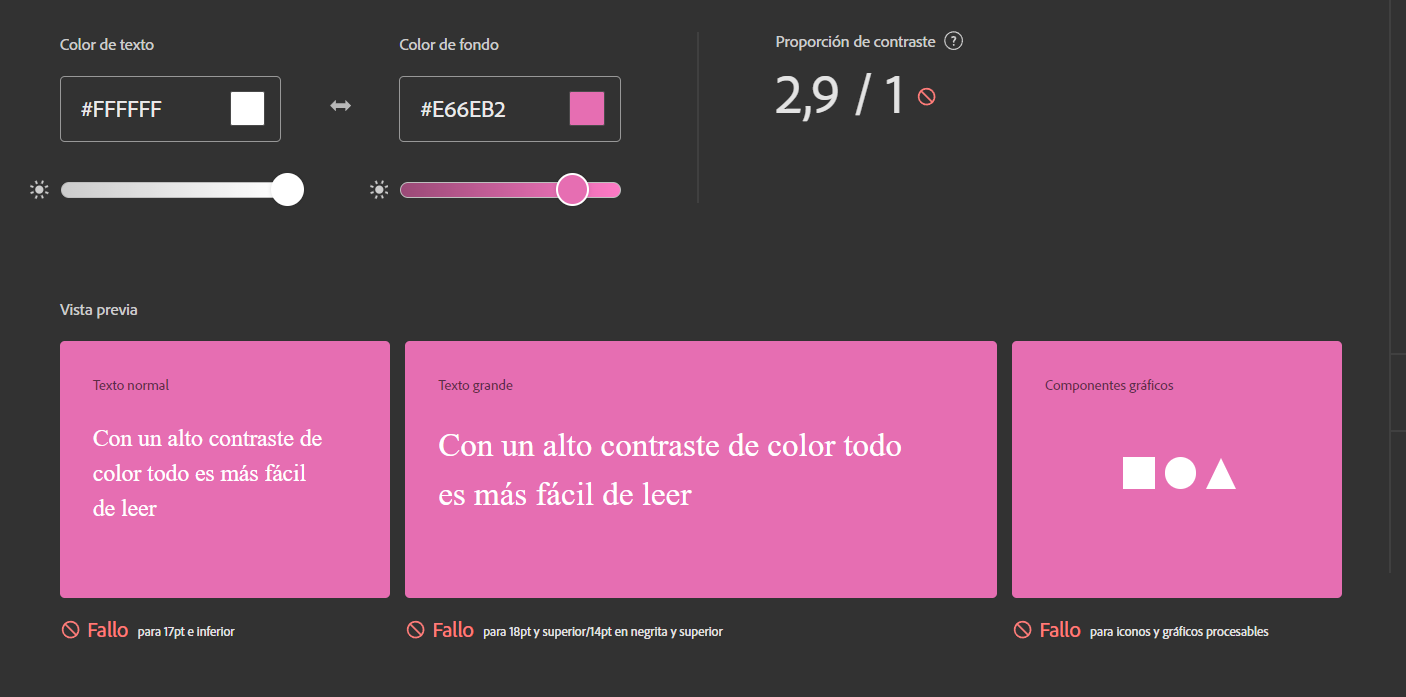 Color de texto
Color de fondo
Proporción de contraste ?
#FFFFFF
#E66EB2
2,9 / 1
Vista previa
Texto normal
Con un alto contraste de
color todo es más fácil
de leer
Texto grande
Con un alto contraste de color todo
es más fácil de leer
Componentes gráficos
Fallo para 17pt e inferior
Fallo para 18pt y superior/14pt en negrita y superior
Fallo para iconos y gráficos procesables